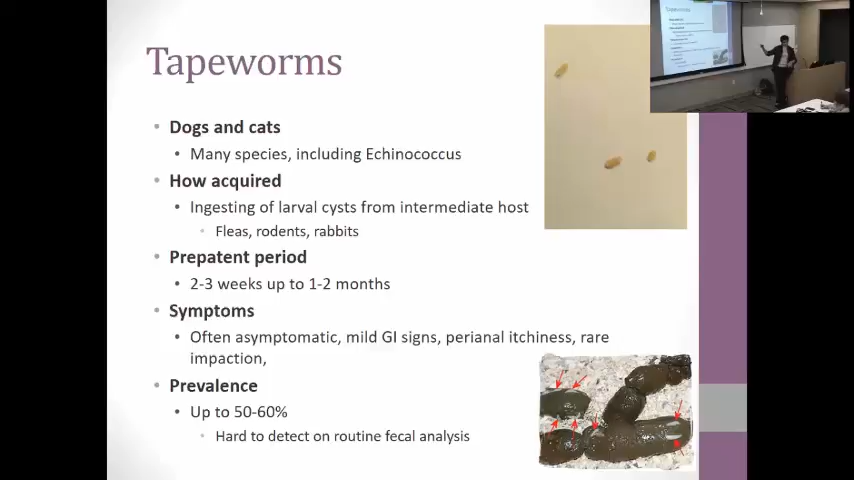 Tapeworms
• Dogs and cats
• Many species, including Echinococcus
• How acquired
• Ingesting of larval cysts from intermediate host
• Fleas, rodents, rabbits
• Prepatent period
• 2-3 weeks up to 1-2 months
• Symptoms
• Often asymptomatic, mild GI signs, perianal itchiness, rare
impaction,
• Prevalence
• Up to 50-60%
• Hard to detect on routine fecal analysis